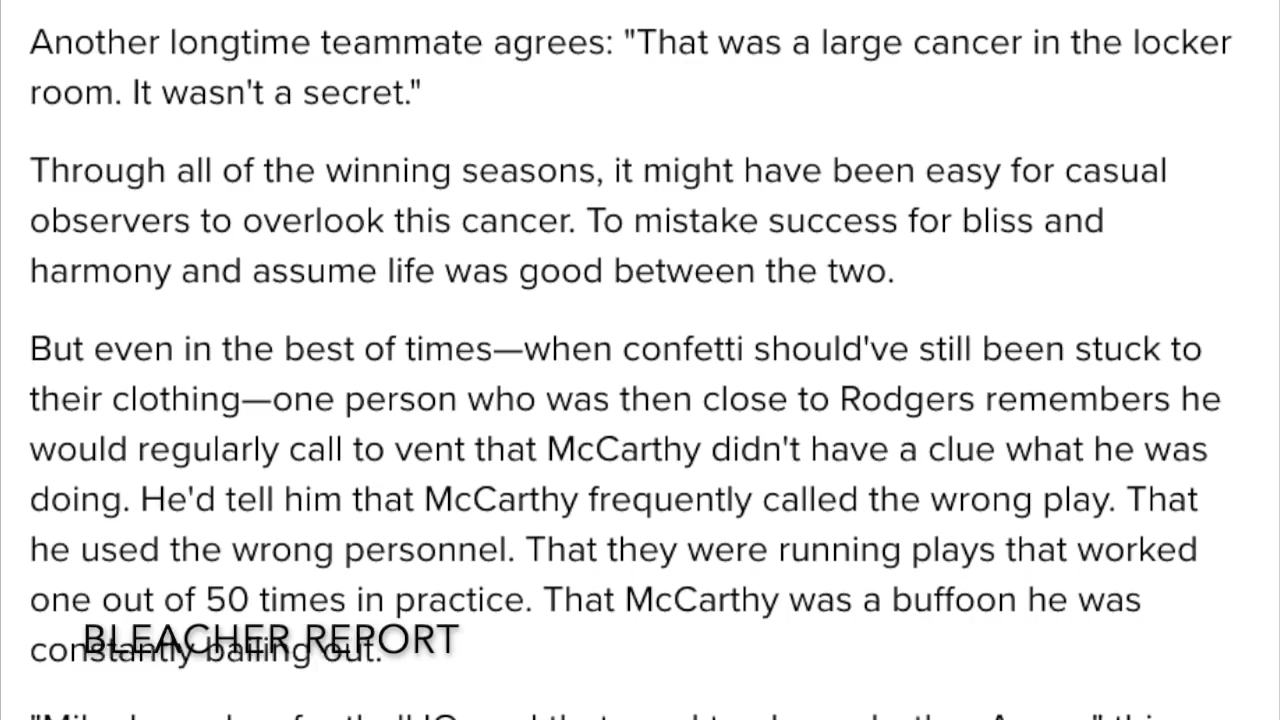 Another longtime teammate agrees: "That was a large cancer in the locker
room. It wasn't a secret."
Through all of the winning seasons, it might have been easy for casual
observers to overlook this cancer. To mistake success for bliss and
harmony and assume life was good between the two.
But even in the best of times—when confetti should've still been stuck to
their clothing—one person who was then close to Rodgers remembers he
would regularly call to vent that McCarthy didn't have a clue what he was
doing. He'd tell him that McCarthy frequently called the wrong play. That
he used the wrong personnel. That they were running plays that worked
one out of 50 times in practice. That McCarthy was a buffoon he was
constantly bailing out.
BLEACHER REPORT